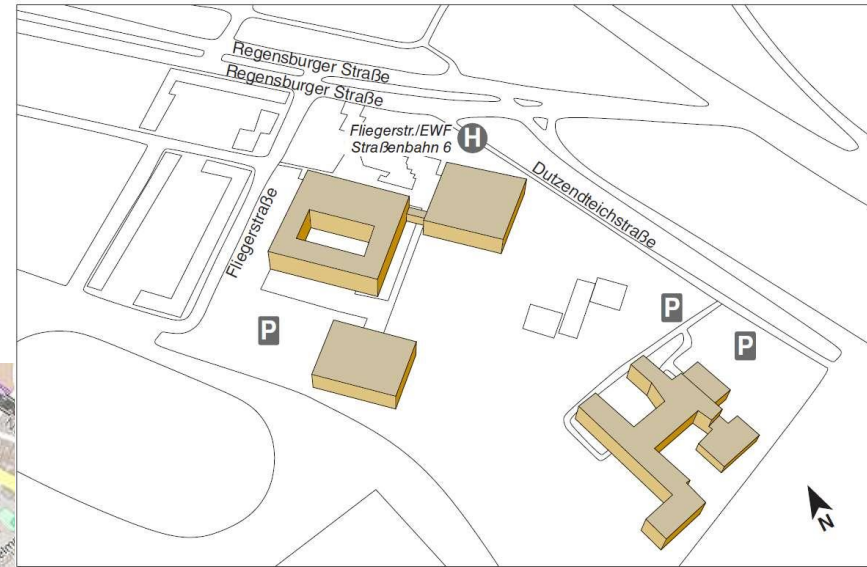 Regensburger Straße
Regensburger Straße
Fliegerstr./EWF
Straßenbahn 6
H
Dutzendteichstraße
Fliegerstraße
P
P
P
N